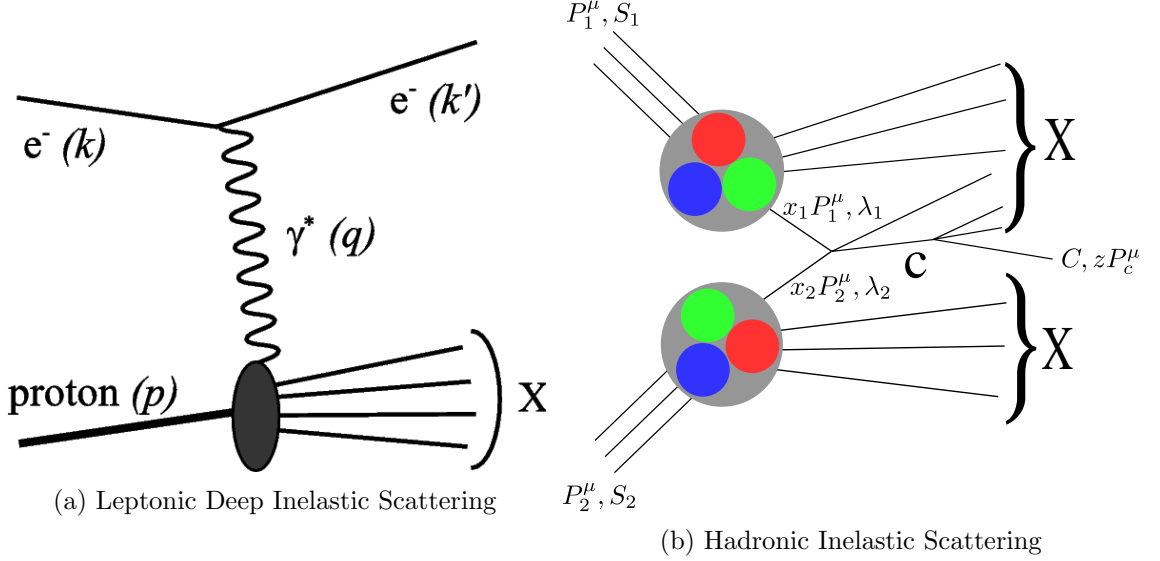 e⁻ (k)
e⁻ (k')
γ* (q)
proton (p)
X
(a) Leptonic Deep Inelastic Scattering
P₁^μ, S₁
X
x₁P₁^μ, λ₁
c
C, zP_c^μ
x₂P₂^μ, λ₂
X
P₂^μ, S₂
(b) Hadronic Inelastic Scattering